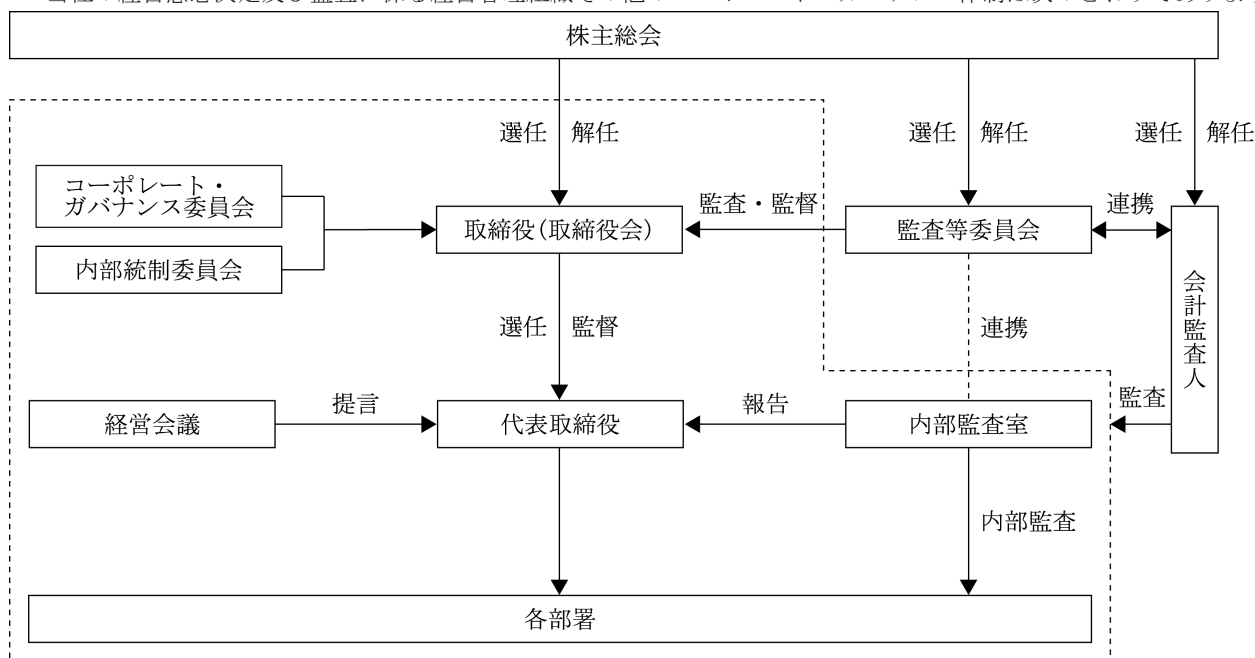 株主総会
選任 解任
選任 解任
選任 解任
コーポレート・
ガバナンス委員会
取締役(取締役会)
監査・監督
監査等委員会
連携
内部統制委員会
会計監査人
選任 監督
連携
経営会議
提言
代表取締役
報告
内部監査室
監査
内部監査
各部署